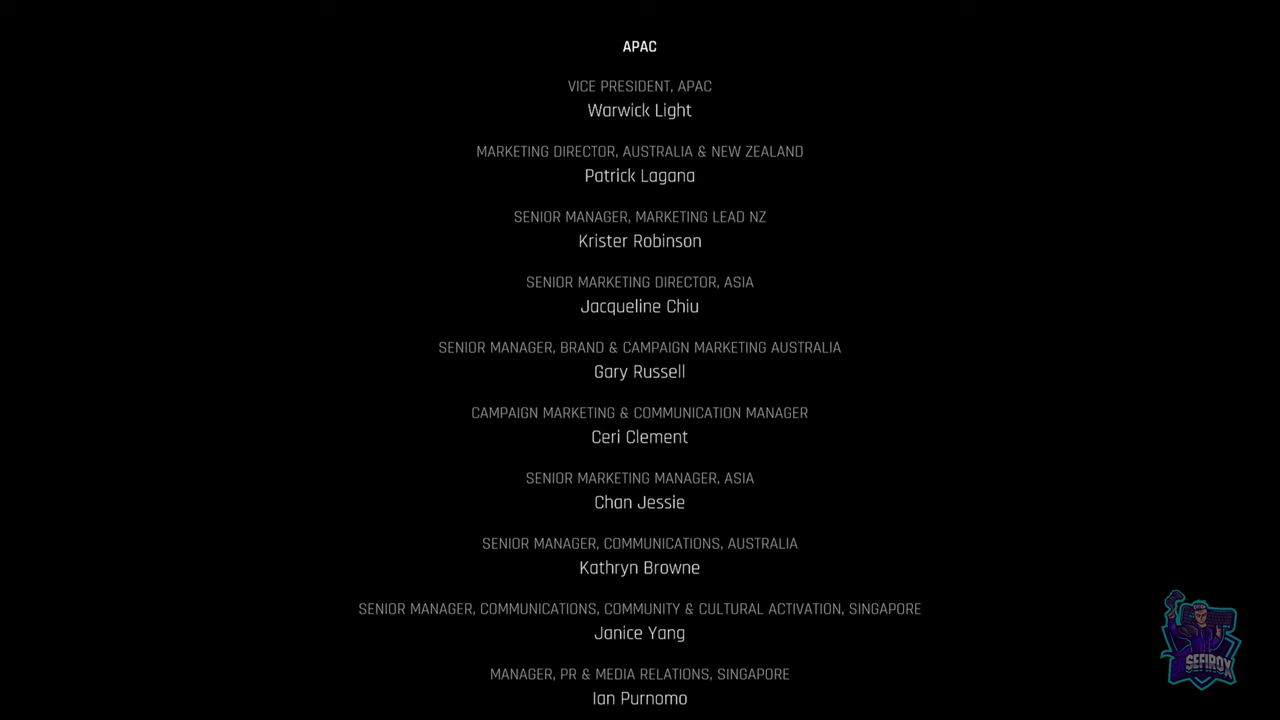 APAC
VICE PRESIDENT, APAC
Warwick Light
MARKETING DIRECTOR, AUSTRALIA & NEW ZEALAND
Patrick Lagana
SENIOR MANAGER, MARKETING LEAD NZ
Krister Robinson
SENIOR MARKETING DIRECTOR, ASIA
Jacqueline Chiu
SENIOR MANAGER, BRAND & CAMPAIGN MARKETING AUSTRALIA
Gary Russell
CAMPAIGN MARKETING & COMMUNICATION MANAGER
Ceri Clement
SENIOR MARKETING MANAGER, ASIA
Chan Jessie
SENIOR MANAGER, COMMUNICATIONS, AUSTRALIA
Kathryn Browne
SENIOR MANAGER, COMMUNICATIONS, COMMUNITY & CULTURAL ACTIVATION, SINGAPORE
Janice Yang
MANAGER, PR & MEDIA RELATIONS, SINGAPORE
Ian Purnomo
SEFIROX